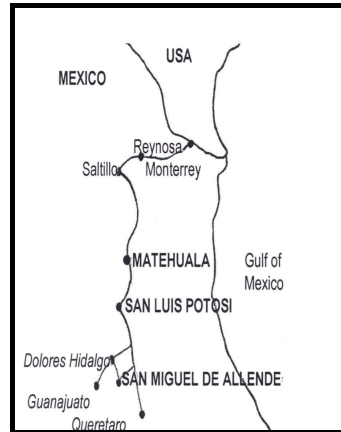 USA
MEXICO
Reynosa
Saltillo
Monterrey
MATEHUALA
Gulf of
Mexico
SAN LUIS POTOSI
Dolores Hidalgo
SAN MIGUEL DE ALLENDE
Guanajuato
Queretaro